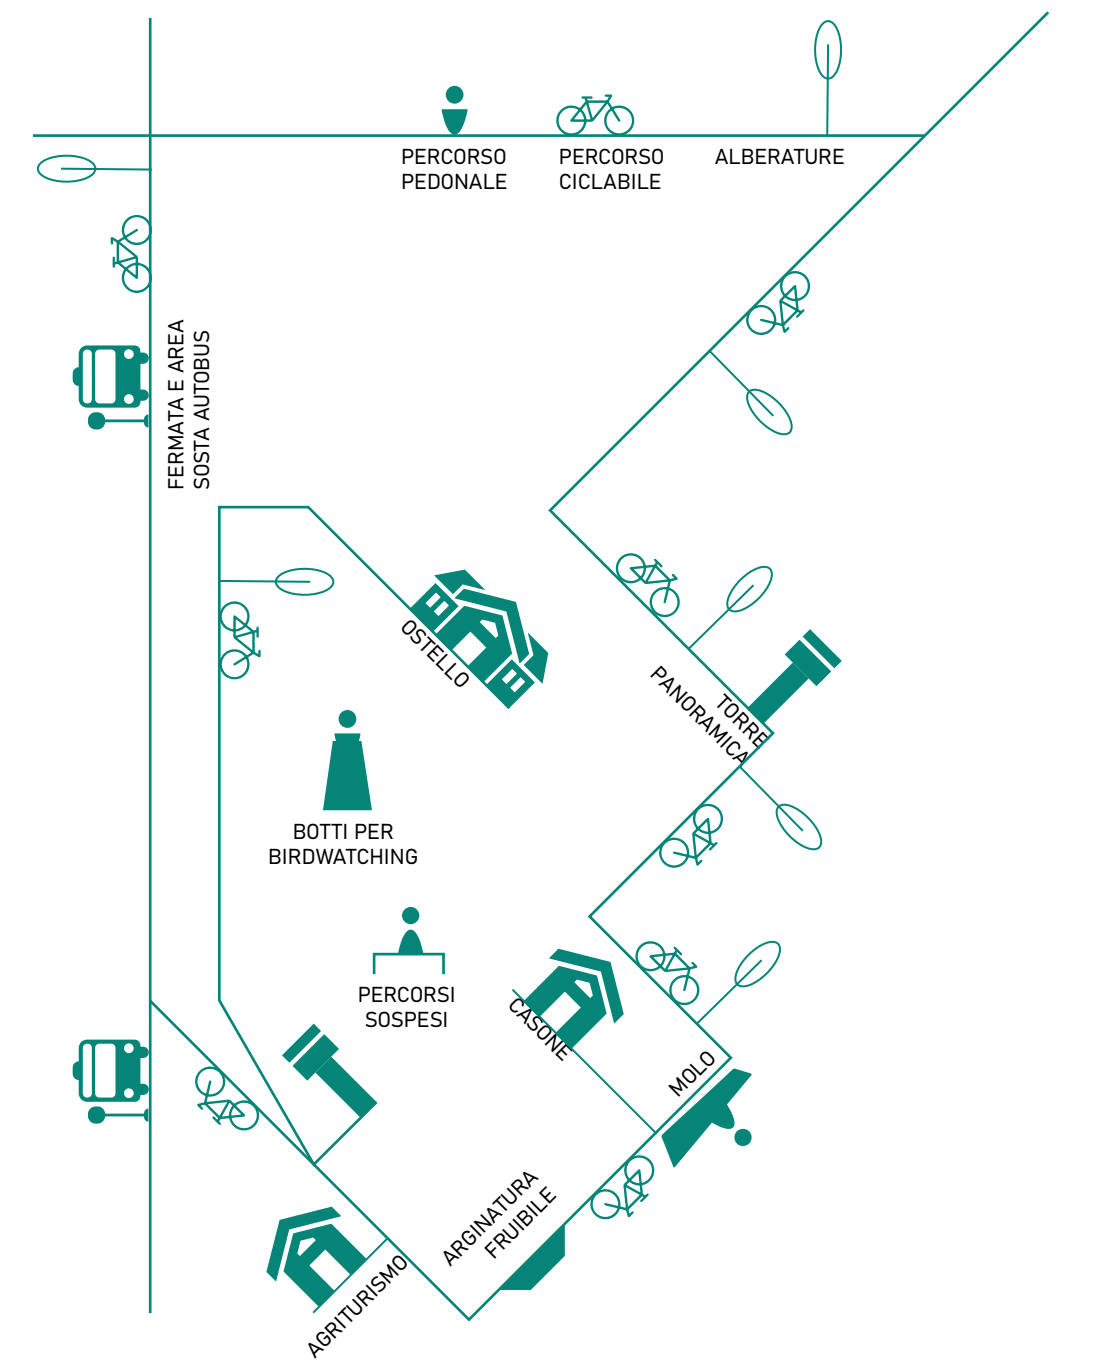 PERCORSO
PEDONALE
PERCORSO
CICLABILE
ALBERATURE
FERMATA E AREA
SOSTA AUTOBUS
OSTELLO
TORRE
PANORAMICA
BOTTI PER
BIRDWATCHING
PERCORSI
SOSPESI
CASONE
MOLO
ARGINATURA
FRUIBILE
AGRITURISMO